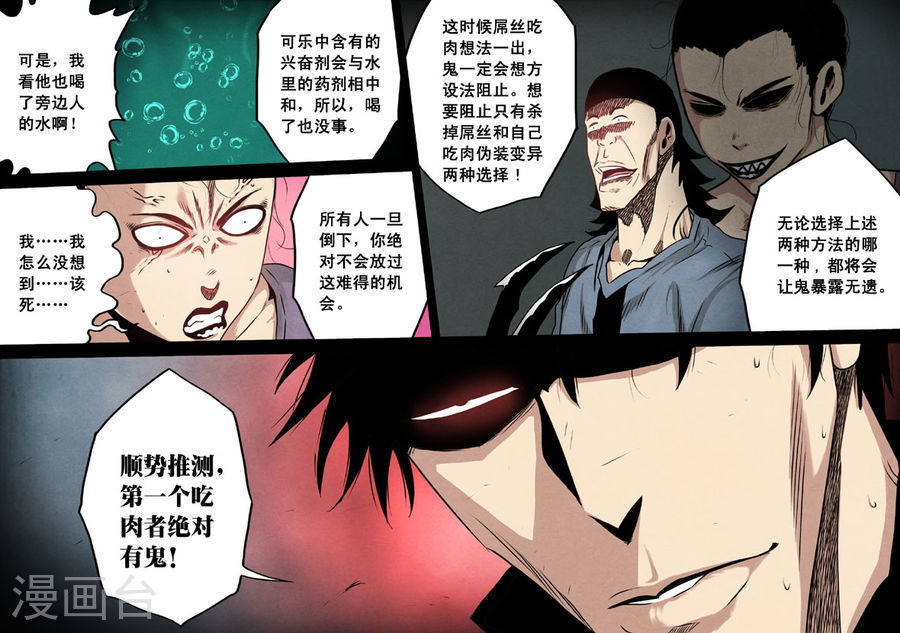 这时候屌丝吃
肉想法一出，
鬼一定会想方
设法阻止。想
要阻止只有杀
掉屌丝和自己
吃肉伪装变异
两种选择！
无论选择上述
两种方法的哪
一种，都将会
让鬼暴露无遗。
可是，我
看他也喝
了旁边人
的水啊！
可乐中含有的
兴奋剂会与水
里的药剂相中
和，所以，喝
了也没事。
所有人一旦
倒下，你绝
对不会放过
这难得的机
会。
我……我
怎么没想
到……该
死……
顺势推测，
第一个吃
肉者绝对
有鬼！
漫画台